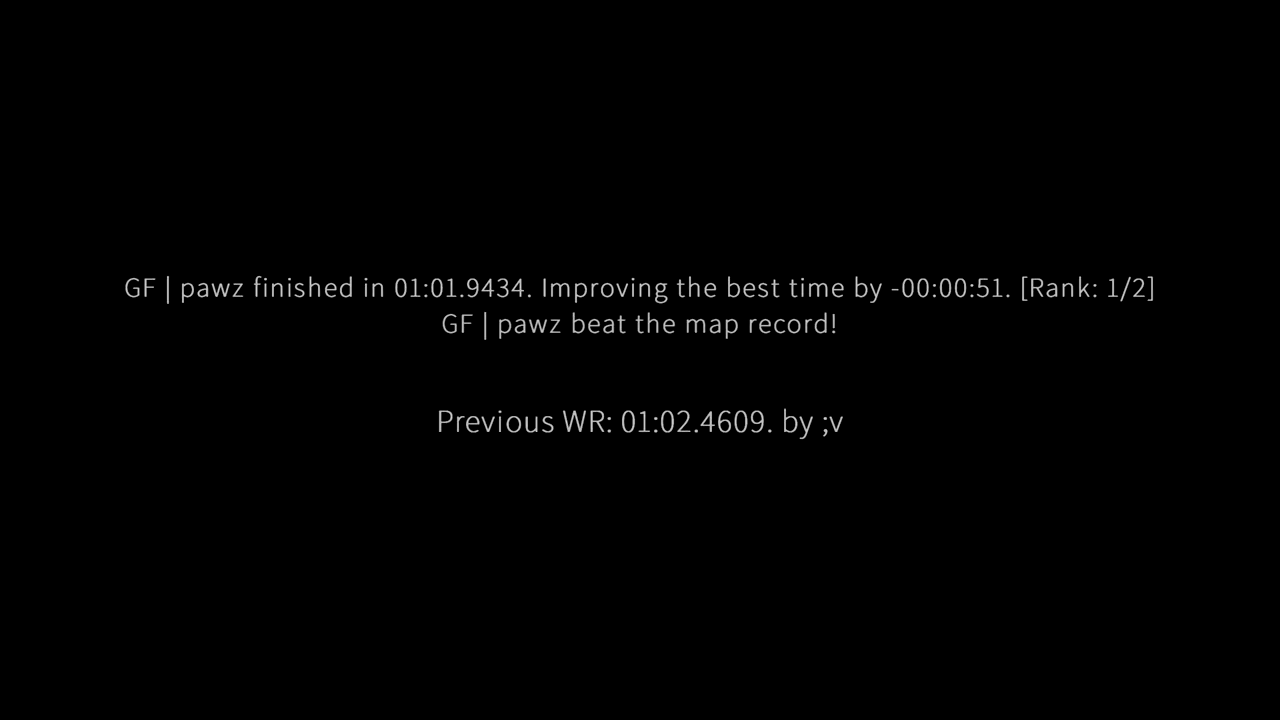 GF | pawz finished in 01:01.9434. Improving the best time by -00:00:51. [Rank: 1/2]
GF | pawz beat the map record!
Previous WR: 01:02.4609. by ;v